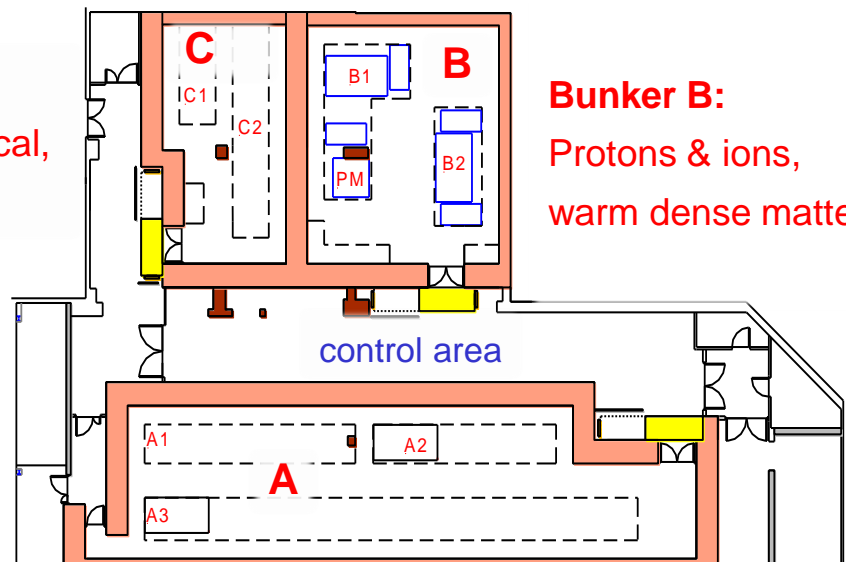 cal,
C
C1
C2
B
B1
B2
PM
Bunker B:
Protons & ions,
warm dense matte
control area
A1
A2
A
A3